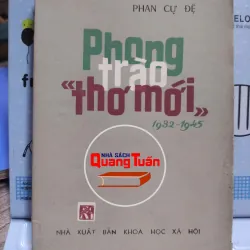 PHAN CỰ ĐỆ
Phong
trào
"thơ mới"
1932-1945
NHÀ SÁCH
Quang Tuấn
NHÀ XUẤT BẢN KHOA HỌC XÃ HỘI